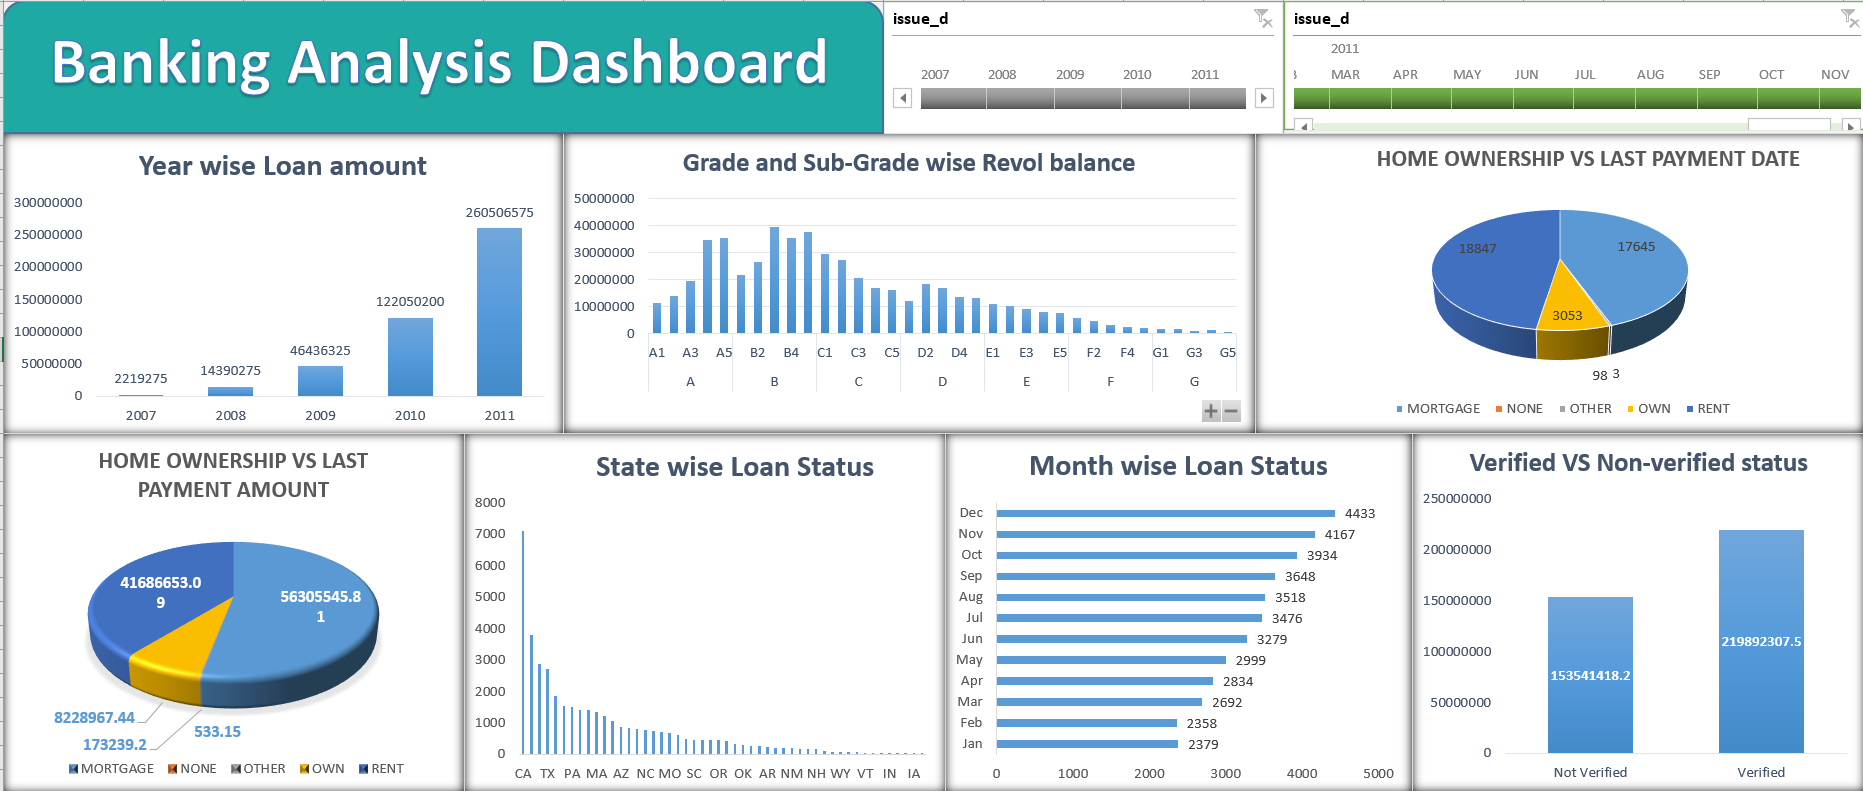 Banking Analysis Dashboard
issue_d
2007 2008 2009 2010 2011
issue_d
2011
MAR APR MAY JUN JUL AUG SEP OCT NOV
Year wise Loan amount
300000000
250000000
200000000
150000000
100000000
50000000
0
2219275
14390275
46436325
122050200
260506575
2007 2008 2009 2010 2011
Grade and Sub-Grade wise Revol balance
50000000
40000000
30000000
20000000
10000000
0
A1 A3 A5 B2 B4 C1 C3 C5 D2 D4 E1 E3 E5 F2 F4 G1 G3 G5
A B C D E F G
HOME OWNERSHIP VS LAST PAYMENT DATE
18847
17645
3053
98 3
MORTGAGE NONE OTHER OWN RENT
HOME OWNERSHIP VS LAST
PAYMENT AMOUNT
41686653.0
9
56305545.8
1
8228967.44
533.15
173239.2
MORTGAGE NONE OTHER OWN RENT
State wise Loan Status
8000
7000
6000
5000
4000
3000
2000
1000
0
CA TX PA MA AZ NC MO SC OR OK AR NM NH WY VT IN IA
Month wise Loan Status
Dec 4433
Nov 4167
Oct 3934
Sep 3648
Aug 3518
Jul 3476
Jun 3279
May 2999
Apr 2834
Mar 2692
Feb 2358
Jan 2379
0 1000 2000 3000 4000 5000
Verified VS Non-verified status
250000000
200000000
150000000
100000000
50000000
0
153541418.2
219892307.5
Not Verified Verified